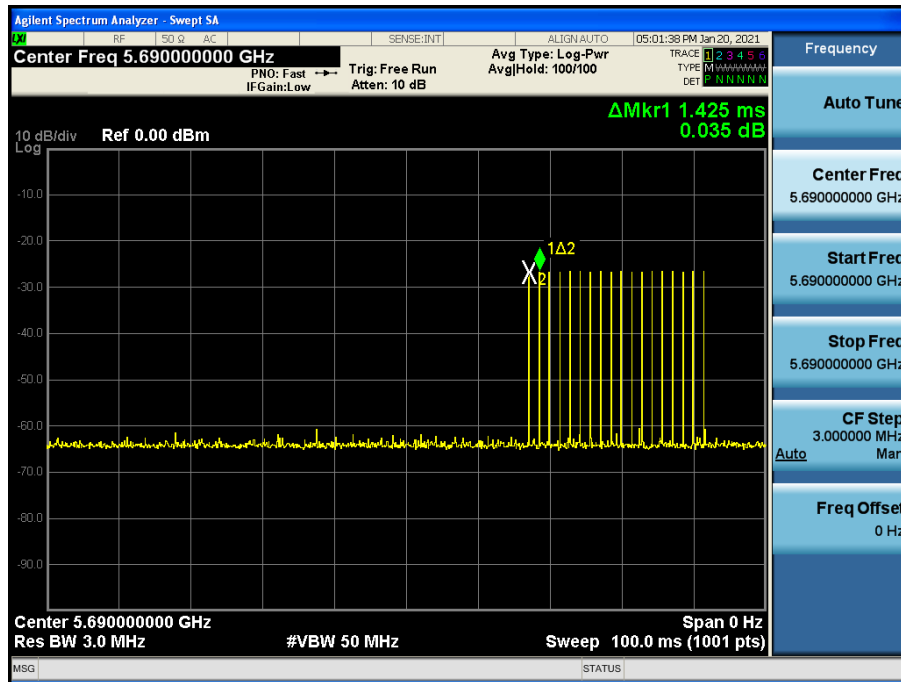 Agilent Spectrum Analyzer - Swept SA
LXI RF 50 Ω AC SENSE:INT ALIGN AUTO 05:01:38 PM Jan 20, 2021
Center Freq 5.690000000 GHz
PNO: Fast
IFGain:Low
Trig: Free Run
Atten: 10 dB
Avg Type: Log-Pwr
Avg|Hold: 100/100
TRACE 1 2 3 4 5 6
TYPE M WWWWW
DET P N N N N N
ΔMkr1 1.425 ms
0.035 dB
10 dB/div Ref 0.00 dBm
Log
-10.0
-20.0
-30.0
-40.0
-50.0
-60.0
-70.0
-80.0
-90.0
1Δ2
X2
Center 5.690000000 GHz Span 0 Hz
Res BW 3.0 MHz #VBW 50 MHz Sweep 100.0 ms (1001 pts)
MSG STATUS
Frequency
Auto Tune
Center Freq
5.690000000 GHz
Start Freq
5.690000000 GHz
Stop Freq
5.690000000 GHz
CF Step
3.000000 MHz
Auto Man
Freq Offset
0 Hz